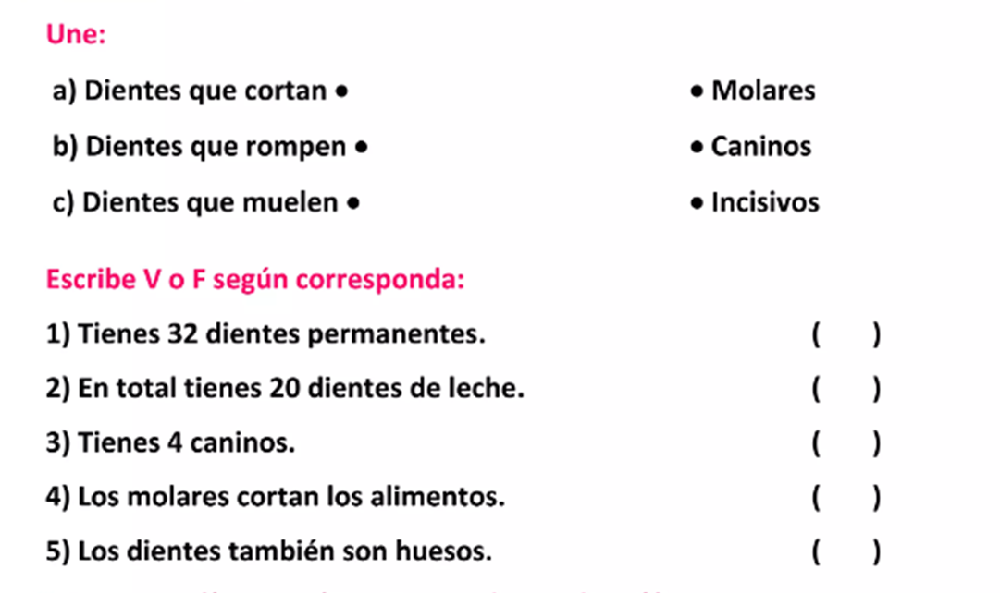 Une:
a) Dientes que cortan • • Molares
b) Dientes que rompen • • Caninos
c) Dientes que muelen • • Incisivos
Escribe V o F según corresponda:
1) Tienes 32 dientes permanentes. ( )
2) En total tienes 20 dientes de leche. ( )
3) Tienes 4 caninos. ( )
4) Los molares cortan los alimentos. ( )
5) Los dientes también son huesos. ( )